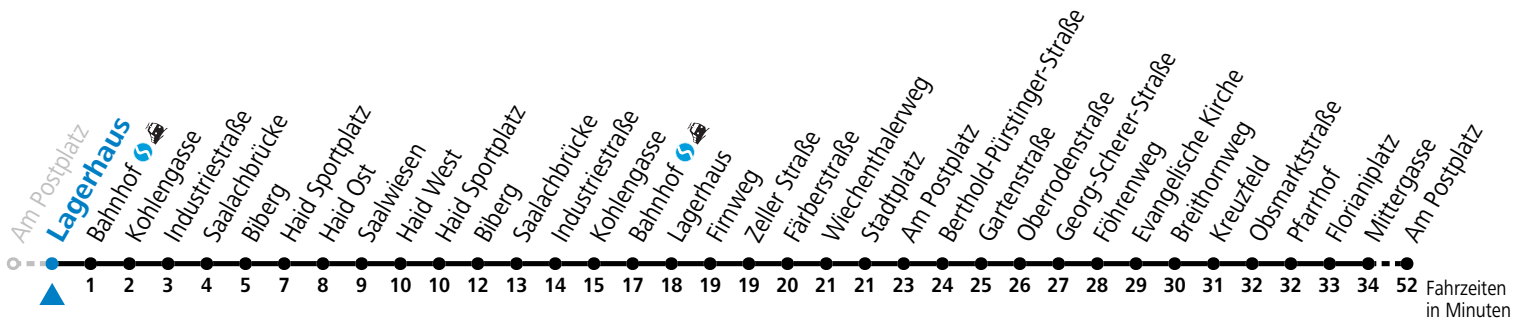 Am Postplatz
Lagerhaus
Bahnhof
Kohlengasse
Industriestraße
Saalachbrücke
Biberg
Haid Sportplatz
Haid Ost
Saalwiesen
Haid West
Haid Sportplatz
Biberg
Saalachbrücke
Industriestraße
Kohlengasse
Bahnhof
Lagerhaus
Firnweg
Zeller Straße
Färberstraße
Wiechenthalerweg
Stadtplatz
Am Postplatz
Berthold-Pürstinger-Straße
Gartenstraße
Oberrodenstraße
Georg-Scherer-Straße
Föhrenweg
Evangelische Kirche
Breithornweg
Kreuzfeld
Obsmarktstraße
Pfarrhof
Florianiplatz
Mittergasse
Am Postplatz
1 2 3 4 5 7 8 9 10 10 12 13 14 15 17 18 19 19 20 21 21 23 24 25 26 27 28 29 30 31 32 32 33 34 52 Fahrzeiten
in Minuten